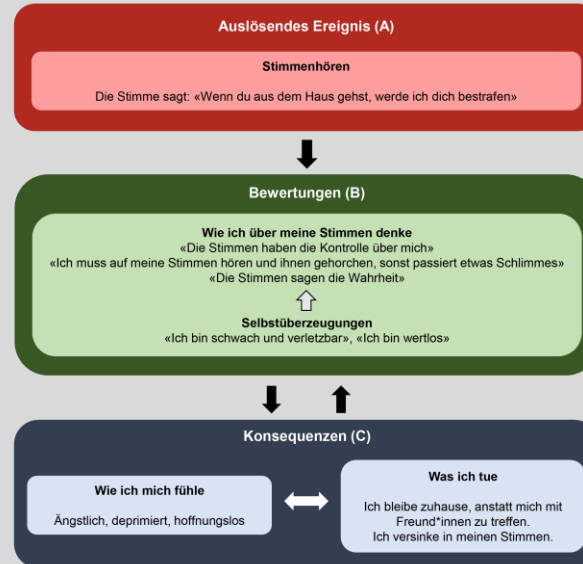 Auslösendes Ereignis (A)
Stimmenhören
Die Stimme sagt: «Wenn du aus dem Haus gehst, werde ich dich bestrafen»
Bewertungen (B)
Wie ich über meine Stimmen denke
«Die Stimmen haben die Kontrolle über mich»
«Ich muss auf meine Stimmen hören und ihnen gehorchen, sonst passiert etwas Schlimmes»
«Die Stimmen sagen die Wahrheit»
Selbstüberzeugungen
«Ich bin schwach und verletzbar», «Ich bin wertlos»
Konsequenzen (C)
Wie ich mich fühle
Ängstlich, deprimiert, hoffnungslos
Was ich tue
Ich bleibe zuhause, anstatt mich mit
Freund*innen zu treffen.
Ich versinke in meinen Stimmen.